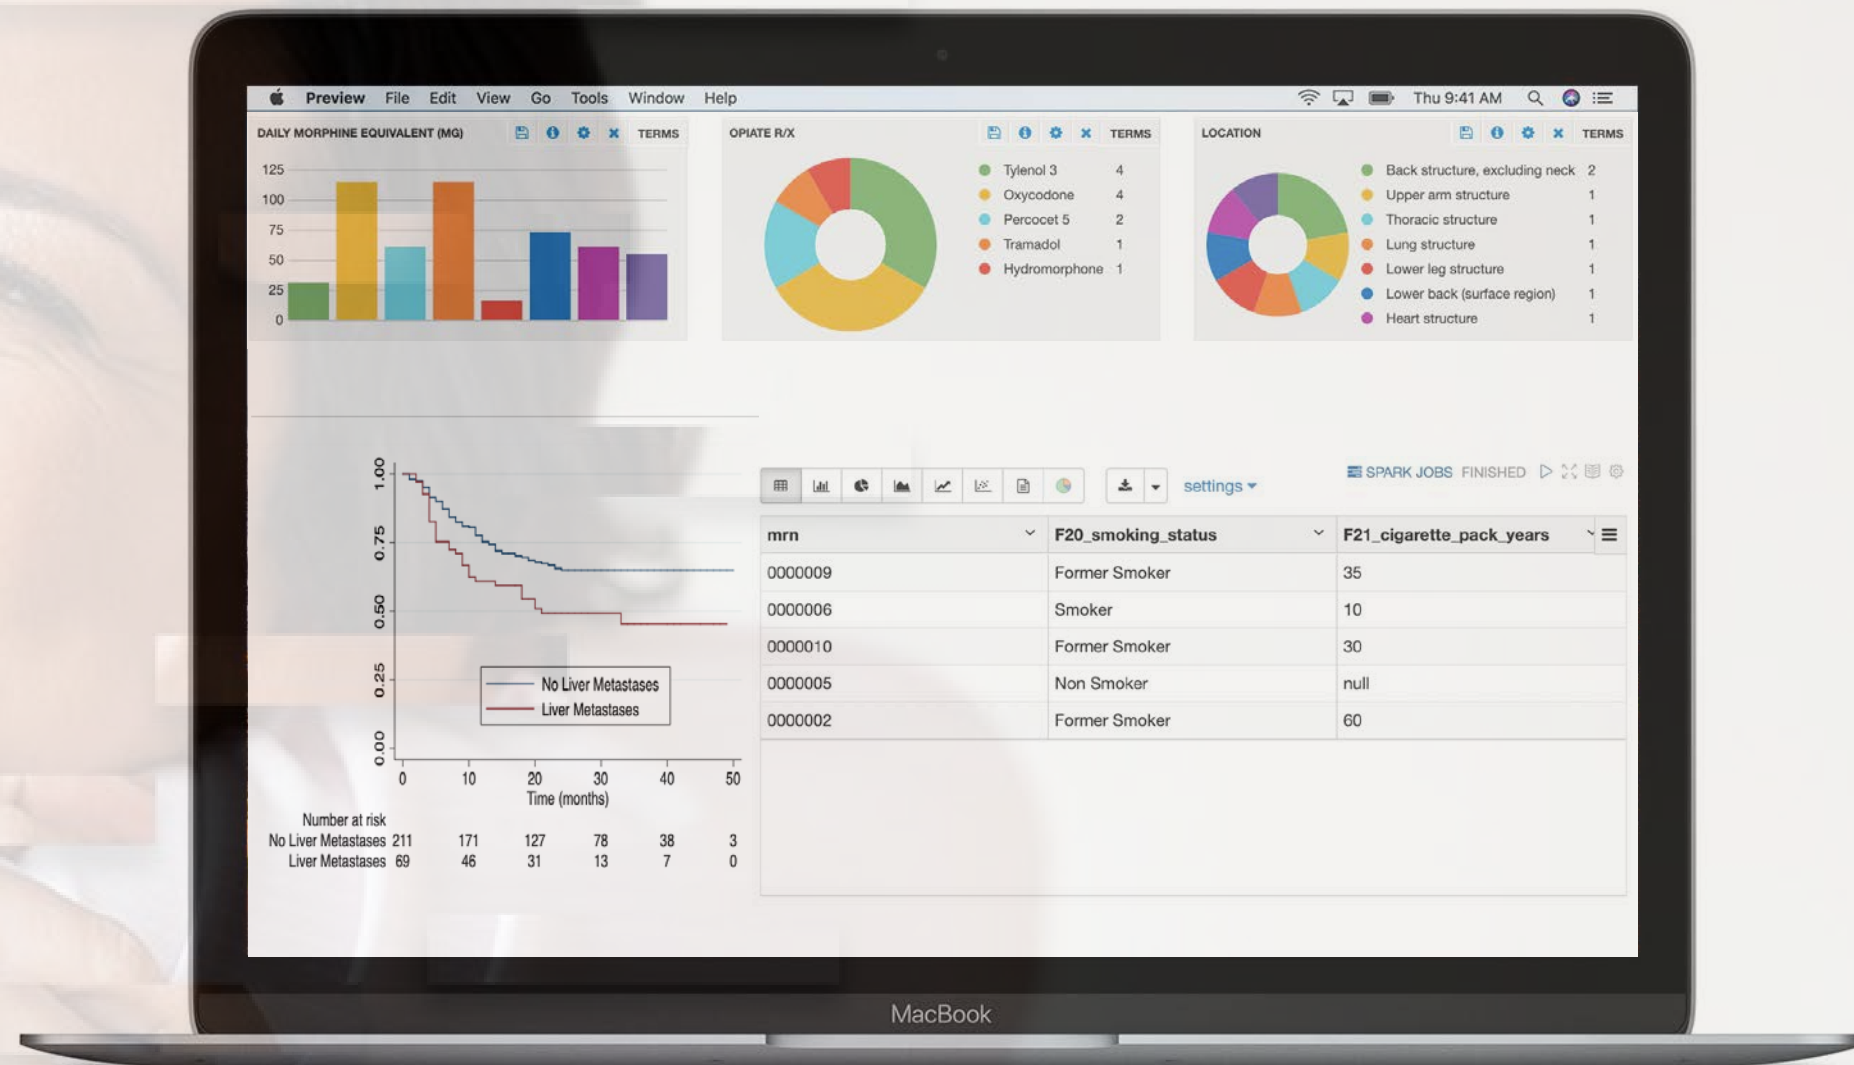 Preview File Edit View Go Tools Window Help Thu 9:41 AM
DAILY MORPHINE EQUIVALENT (MG) TERMS
125
100
75
50
25
0
OPIATE R/X TERMS
Tylenol 3 4
Oxycodone 4
Percocet 5 2
Tramadol 1
Hydromorphone 1
LOCATION TERMS
Back structure, excluding neck 2
Upper arm structure 1
Thoracic structure 1
Lung structure 1
Lower leg structure 1
Lower back (surface region) 1
Heart structure 1
1.00
0.75
0.50
0.25
0.00
No Liver Metastases
Liver Metastases
0 10 20 30 40 50
Time (months)
Number at risk
No Liver Metastases 211 171 127 78 38 3
Liver Metastases 69 46 31 13 7 0
SPARK JOBS FINISHED
settings
mrn F20_smoking_status F21_cigarette_pack_years
0000009 Former Smoker 35
0000006 Smoker 10
0000010 Former Smoker 30
0000005 Non Smoker null
0000002 Former Smoker 60
MacBook